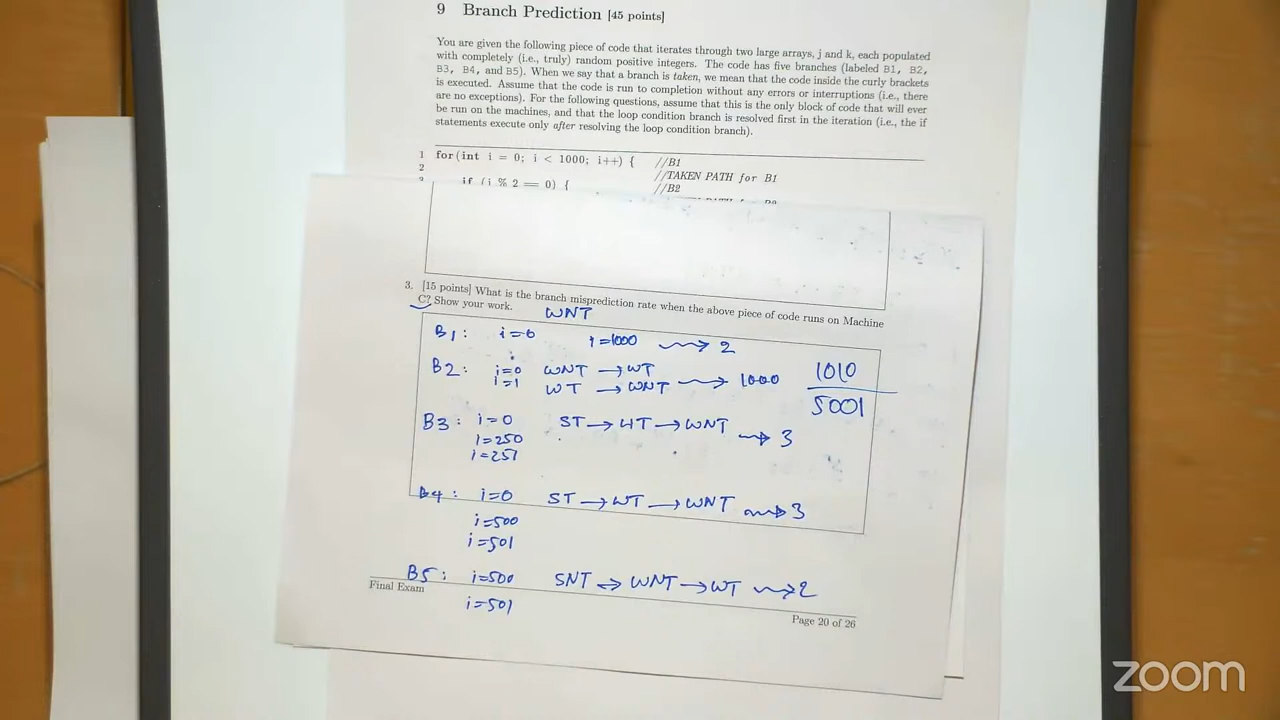 9 Branch Prediction [45 points]
You are given the following piece of code that iterates through two large arrays, j and k, each populated
with completely (i.e., truly) random positive integers. The code has five branches (labeled B1, B2,
B3, B4, and B5). When we say that a branch is taken, we mean that the code inside the curly brackets
is executed. Assume that the code is run to completion without any errors or interruptions (i.e., there
are no exceptions). For the following questions, assume that this is the only block of code that will ever
be run on the machines, and that the loop condition branch is resolved first in the iteration (i.e., the if
statements execute only after resolving the loop condition branch).
1 for(int i = 0; i < 1000; i++) { //B1
2 //TAKEN PATH for B1
if (i % 2 == 0) { //B2
3. [15 points] What is the branch misprediction rate when the above piece of code runs on Machine
C? Show your work.
WNT
B1: i=0 i=1000 → 2
B2: i=0 WNT → WT
i=1 WT → WNT → 1000
1010
5001
B3: i=0 ST → WT → WNT → 3
i=250
i=251
B4: i=0 ST → WT → WNT → 3
i=500
i=501
B5: i=500 SNT → WNT → WT → 2
i=501
Final Exam
Page 20 of 26
zoom